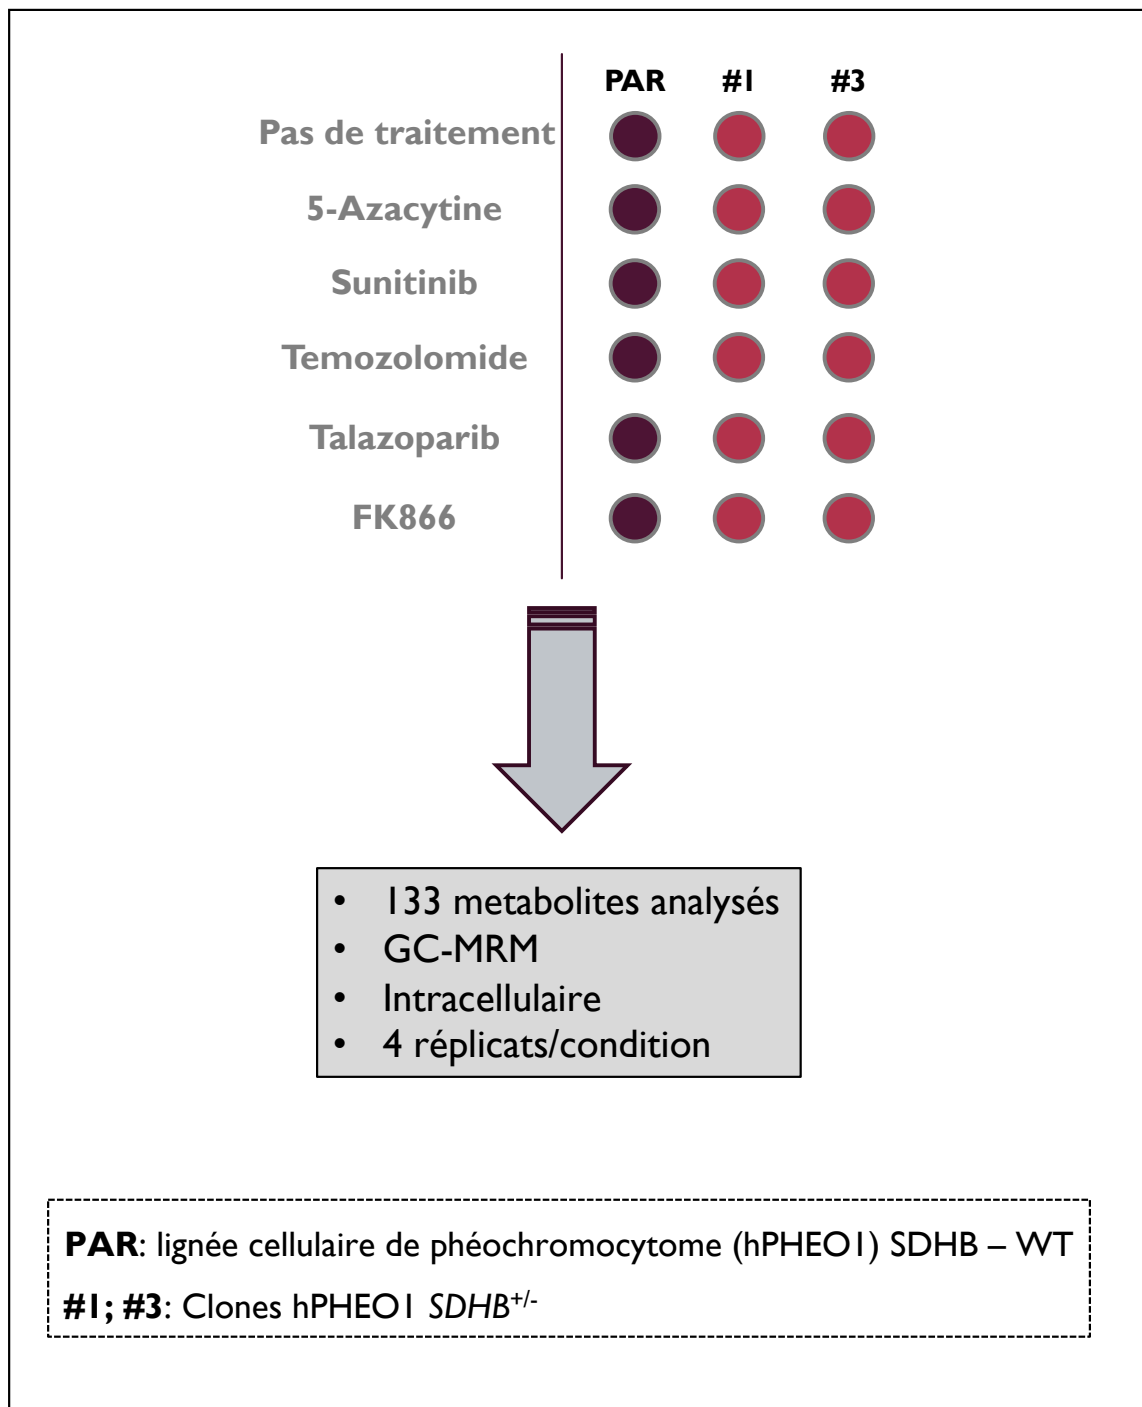 PAR #1 #3
Pas de traitement
5-Azacytine
Sunitinib
Temozolomide
Talazoparib
FK866
• 133 metabolites analysés
• GC-MRM
• Intracellulaire
• 4 réplicats/condition
PAR: lignée cellulaire de phéochromocytome (hPHEO1) SDHB – WT
#1; #3: Clones hPHEO1 SDHB+/-